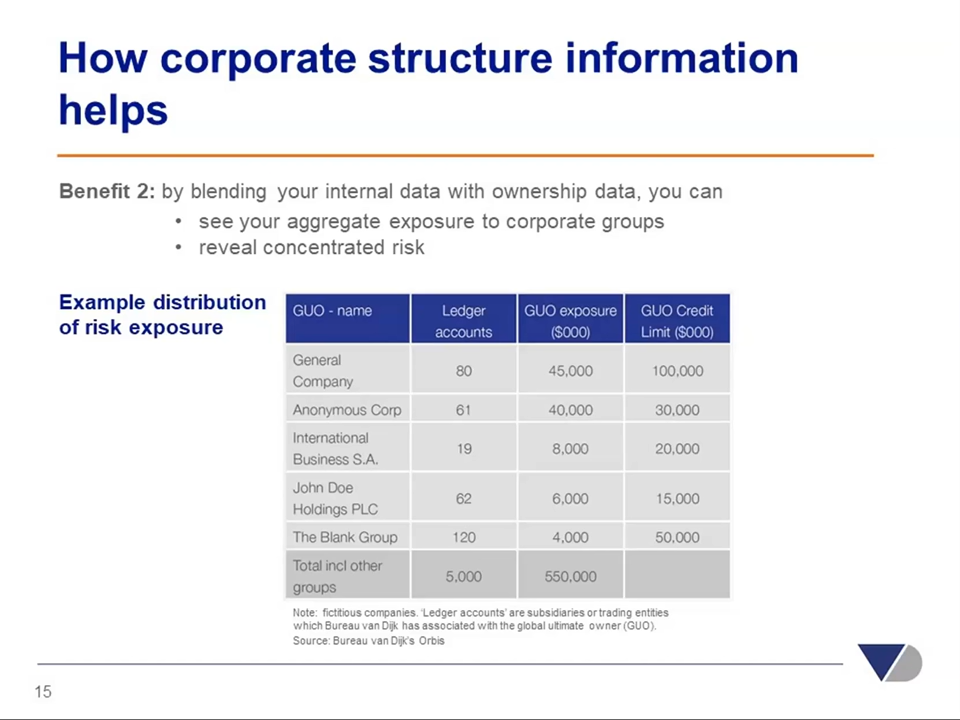 How corporate structure information
helps
Benefit 2: by blending your internal data with ownership data, you can
• see your aggregate exposure to corporate groups
• reveal concentrated risk
Example distribution
of risk exposure
GUO - name
Ledger
accounts
GUO exposure
($000)
GUO Credit
Limit ($000)
General
Company
80
45,000
100,000
Anonymous Corp
61
40,000
30,000
International
Business S.A.
19
8,000
20,000
John Doe
Holdings PLC
62
6,000
15,000
The Blank Group
120
4,000
50,000
Total incl other
groups
5,000
550,000
Note: fictitious companies. ‘Ledger accounts’ are subsidiaries or trading entities
which Bureau van Dijk has associated with the global ultimate owner (GUO).
Source: Bureau van Dijk's Orbis
15